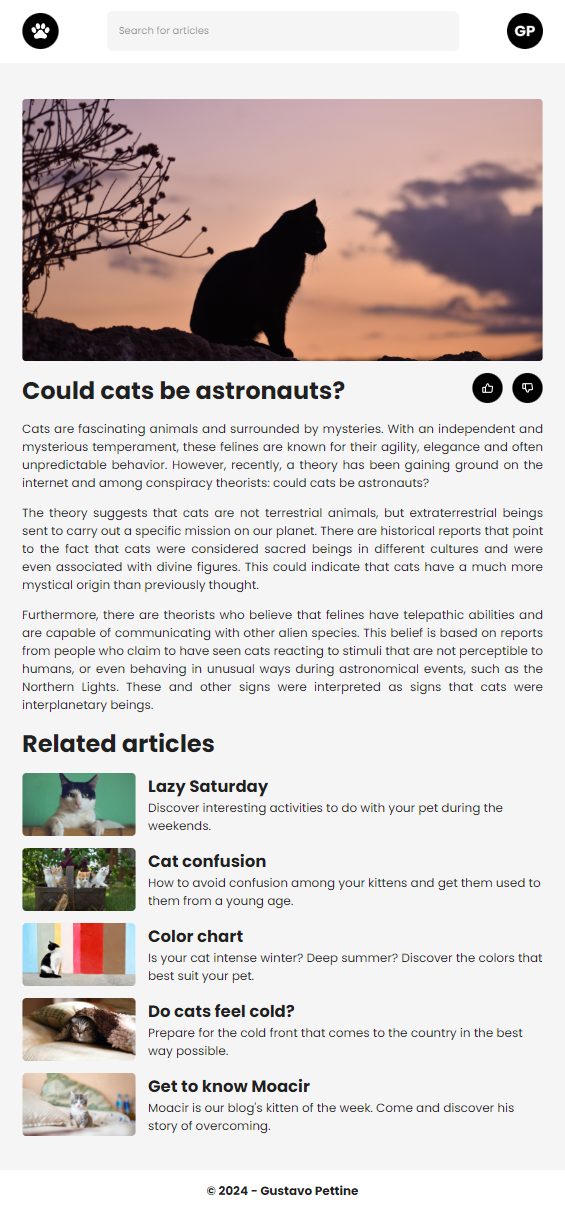 Search for articles
GP
Could cats be astronauts?
Cats are fascinating animals and surrounded by mysteries. With an independent and
mysterious temperament, these felines are known for their agility, elegance and often
unpredictable behavior. However, recently, a theory has been gaining ground on the
internet and among conspiracy theorists: could cats be astronauts?
The theory suggests that cats are not terrestrial animals, but extraterrestrial beings
sent to carry out a specific mission on our planet. There are historical reports that point
to the fact that cats were considered sacred beings in different cultures and were
even associated with divine figures. This could indicate that cats have a much more
mystical origin than previously thought.
Furthermore, there are theorists who believe that felines have telepathic abilities and
are capable of communicating with other alien species. This belief is based on reports
from people who claim to have seen cats reacting to stimuli that are not perceptible to
humans, or even behaving in unusual ways during astronomical events, such as the
Northern Lights. These and other signs were interpreted as signs that cats were
interplanetary beings.
Related articles
Lazy Saturday
Discover interesting activities to do with your pet during the
weekends.
Cat confusion
How to avoid confusion among your kittens and get them used to
them from a young age.
Color chart
Is your cat intense winter? Deep summer? Discover the colors that
best suit your pet.
Do cats feel cold?
Prepare for the cold front that comes to the country in the best
way possible.
Get to know Moacir
Moacir is our blog's kitten of the week. Come and discover his
story of overcoming.
© 2024 - Gustavo Pettine